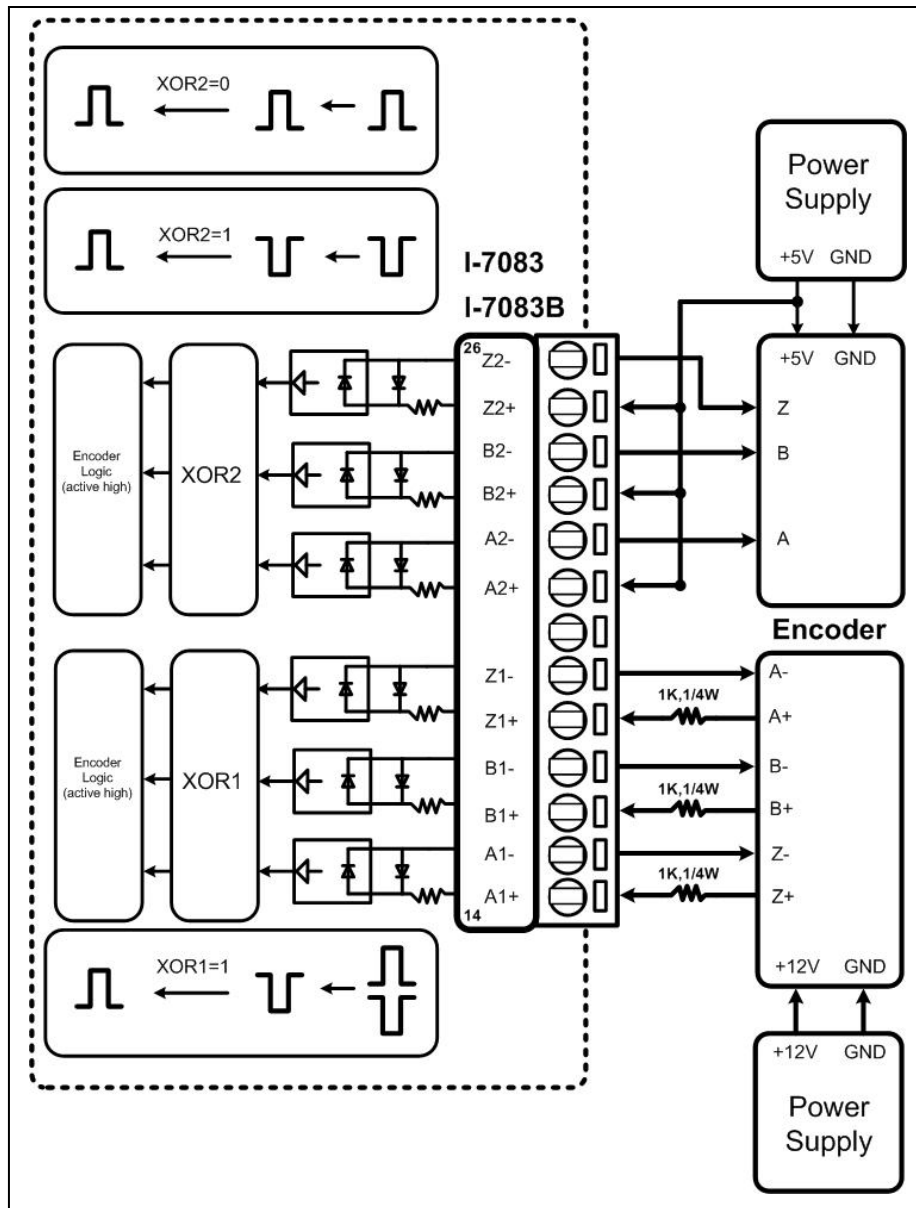 XOR2=0
XOR2=1
I-7083
I-7083B
Power
Supply
+5V GND
+5V GND
Z
B
A
Encoder
Logic
(active high)
XOR2
26
Z2-
Z2+
B2-
B2+
A2-
A2+
Z1-
Z1+
B1-
B1+
A1-
A1+
14
Encoder
Encoder
Logic
(active high)
XOR1
1K,1/4W
1K,1/4W
1K,1/4W
A-
A+
B-
B+
Z-
Z+
+12V GND
XOR1=1
+12V GND
Power
Supply